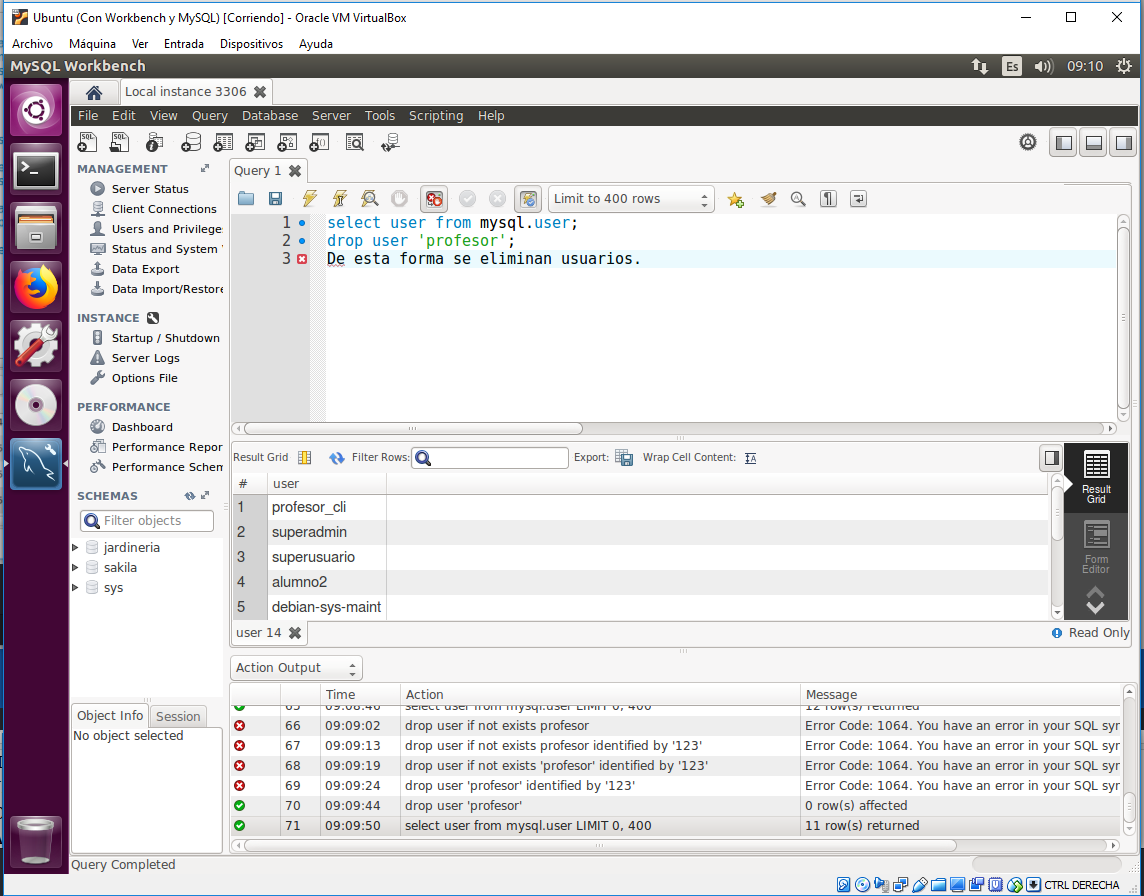 Ubuntu (Con Workbench y MySQL) [Corriendo] - Oracle VM VirtualBox
Archivo Máquina Ver Entrada Dispositivos Ayuda
MySQL Workbench Es 09:10
Local instance 3306
File Edit View Query Database Server Tools Scripting Help
MANAGEMENT
Server Status
Client Connections
Users and Privilege
Status and System
Data Export
Data Import/Restore
INSTANCE
Startup / Shutdown
Server Logs
Options File
PERFORMANCE
Dashboard
Performance Repor
Performance Schem
SCHEMAS
Filter objects
jardineria
sakila
sys
Object Info Session
No object selected
Query 1
Limit to 400 rows
1 select user from mysql.user;
2 drop user 'profesor';
3 De esta forma se eliminan usuarios.
Result Grid Filter Rows: Export: Wrap Cell Content:
# user
1 profesor_cli
2 superadmin
3 superusuario
4 alumno2
5 debian-sys-maint
Result Grid
Form Editor
user 14 Read Only
Action Output
Time Action Message
65 09:08:46 select user from mysql.user LIMIT 0, 400 12 row(s) returned
66 09:09:02 drop user if not exists profesor Error Code: 1064. You have an error in your SQL syr
67 09:09:13 drop user if not exists profesor identified by '123' Error Code: 1064. You have an error in your SQL syr
68 09:09:19 drop user if not exists 'profesor' identified by '123' Error Code: 1064. You have an error in your SQL syr
69 09:09:24 drop user 'profesor' identified by '123' Error Code: 1064. You have an error in your SQL syr
70 09:09:44 drop user 'profesor' 0 row(s) affected
71 09:09:50 select user from mysql.user LIMIT 0, 400 11 row(s) returned
Query Completed
CTRL DERECHA